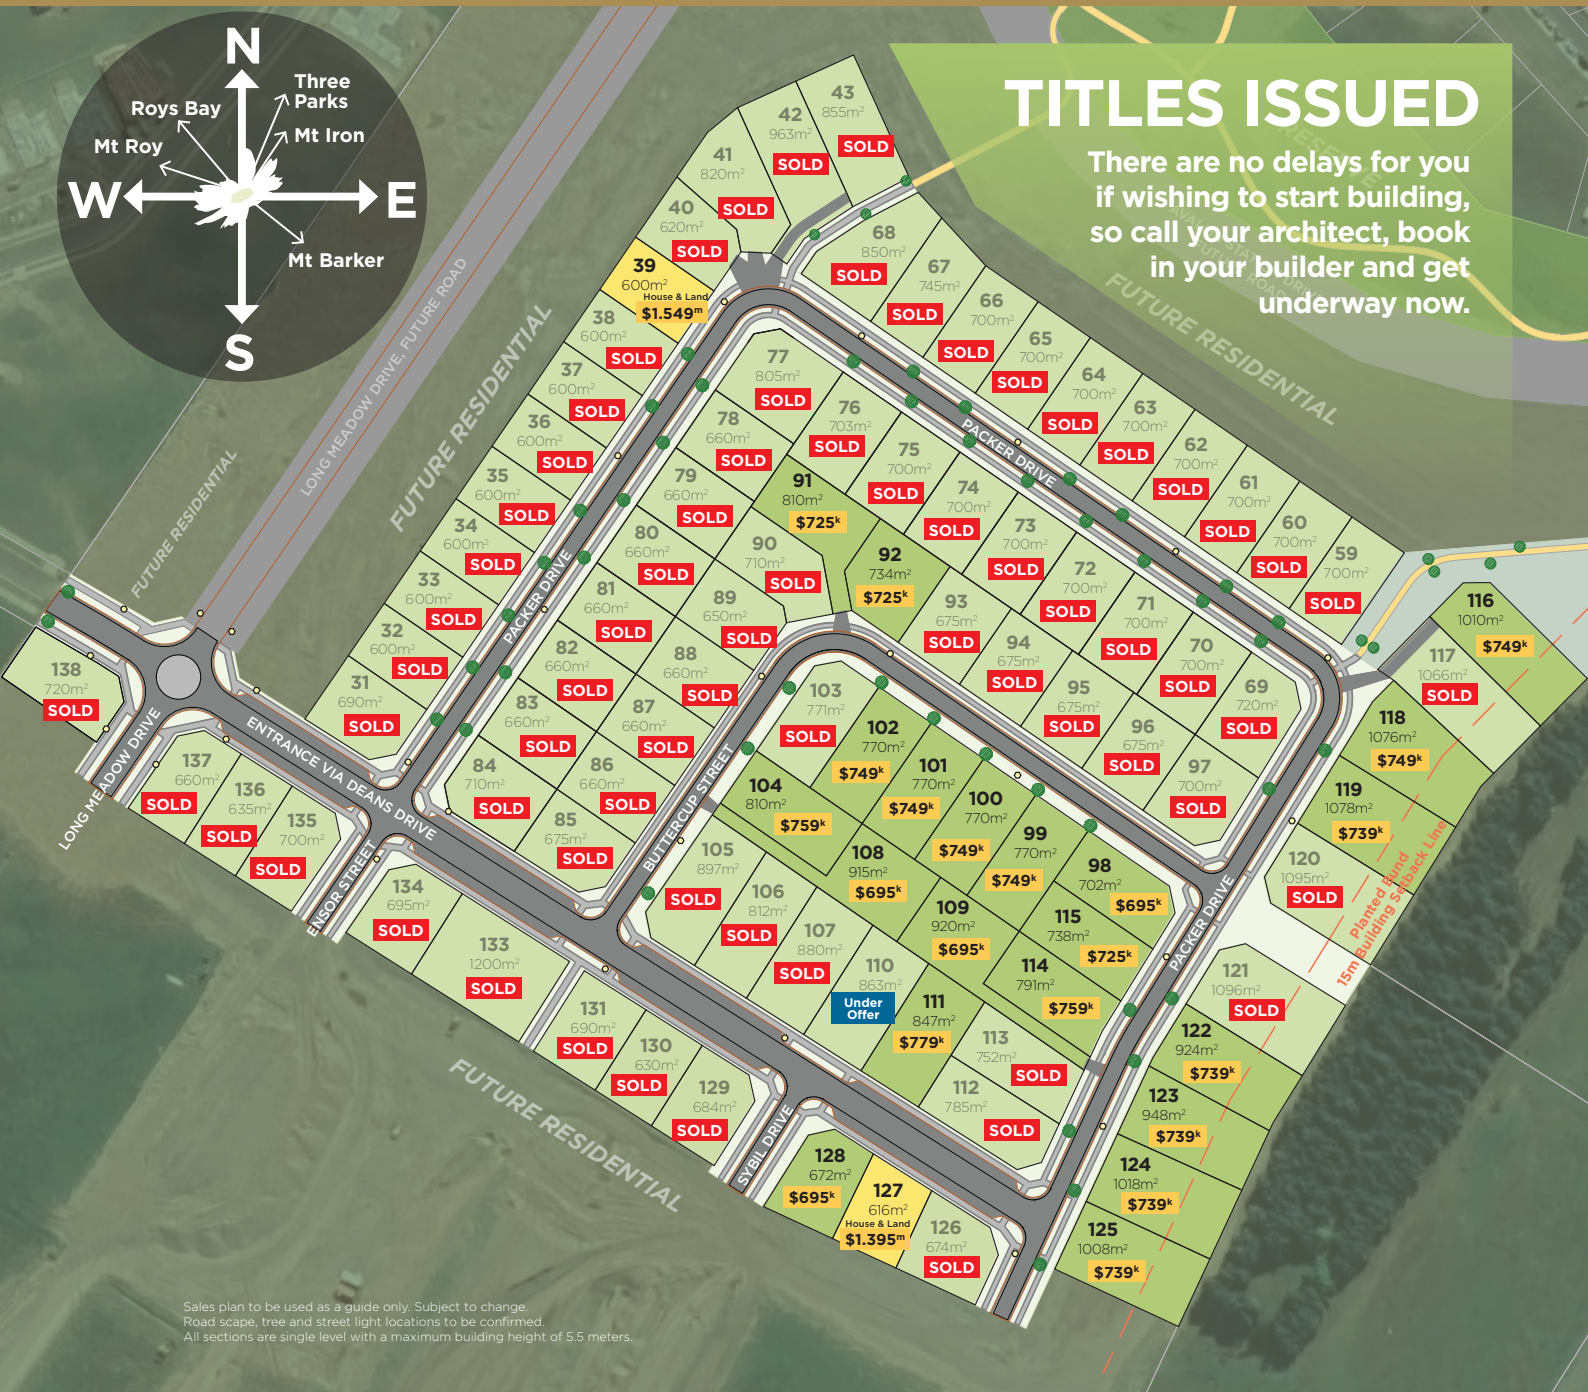 N
Three
Parks
Roys Bay
Mt Iron
Mt Roy
W
E
Mt Barker
S
TITLES ISSUED
There are no delays for you
if wishing to start building,
so call your architect, book
in your builder and get
underway now.
FUTURE RESIDENTIAL
LONG MEADOW DRIVE, FUTURE ROAD
FUTURE RESIDENTIAL
FUTURE RESIDENTIAL
43
855m²
SOLD
42
963m²
SOLD
41
820m²
SOLD
40
620m²
SOLD
39
600m²
House & Land
$1.549m
38
600m²
SOLD
37
600m²
SOLD
36
600m²
SOLD
35
600m²
SOLD
34
600m²
SOLD
33
600m²
SOLD
32
600m²
SOLD
31
690m²
SOLD
68
850m²
SOLD
67
745m²
SOLD
66
700m²
SOLD
65
700m²
SOLD
64
700m²
SOLD
63
700m²
SOLD
62
700m²
SOLD
61
700m²
SOLD
60
700m²
SOLD
59
700m²
SOLD
PACKER DRIVE
PACKER DRIVE
77
805m²
SOLD
76
703m²
SOLD
75
700m²
SOLD
74
700m²
SOLD
73
700m²
SOLD
72
700m²
SOLD
71
700m²
SOLD
70
700m²
SOLD
69
720m²
SOLD
78
660m²
SOLD
79
660m²
SOLD
80
660m²
SOLD
81
660m²
SOLD
82
660m²
SOLD
83
660m²
SOLD
84
710m²
SOLD
85
675m²
SOLD
86
660m²
SOLD
87
660m²
SOLD
88
660m²
SOLD
89
650m²
SOLD
90
710m²
SOLD
91
810m²
$725k
92
734m²
$725k
93
675m²
SOLD
94
675m²
SOLD
95
675m²
SOLD
96
675m²
SOLD
97
700m²
SOLD
103
771m²
SOLD
102
770m²
$749k
101
770m²
$749k
100
770m²
$749k
99
770m²
$749k
98
702m²
$695k
104
810m²
$759k
108
915m²
$695k
109
920m²
$695k
115
738m²
$725k
114
791m²
$759k
105
897m²
SOLD
106
812m²
SOLD
107
880m²
SOLD
110
863m²
Under
Offer
111
847m²
$779k
113
752m²
SOLD
112
785m²
SOLD
BUTTERCUP STREET
PACKER DRIVE
116
1010m²
$749k
117
1066m²
SOLD
118
1076m²
$749k
119
1078m²
$739k
120
1095m²
SOLD
121
1096m²
SOLD
122
924m²
$739k
123
948m²
$739k
124
1018m²
$739k
125
1008m²
$739k
Planted Bund
15m Building Setback Line
138
720m²
SOLD
LONG MEADOW DRIVE
ENTRANCE VIA DEANS DRIVE
137
660m²
SOLD
136
635m²
SOLD
135
700m²
SOLD
ENSOR STREET
134
695m²
SOLD
133
1200m²
SOLD
131
690m²
SOLD
130
630m²
SOLD
129
684m²
SOLD
SYBIL DRIVE
128
672m²
$695k
127
616m²
House & Land
$1.395m
126
674m²
SOLD
FUTURE RESIDENTIAL
Sales plan to be used as a guide only. Subject to change.
Road scape, tree and street light locations to be confirmed.
All sections are single level with a maximum building height of 5.5 meters.